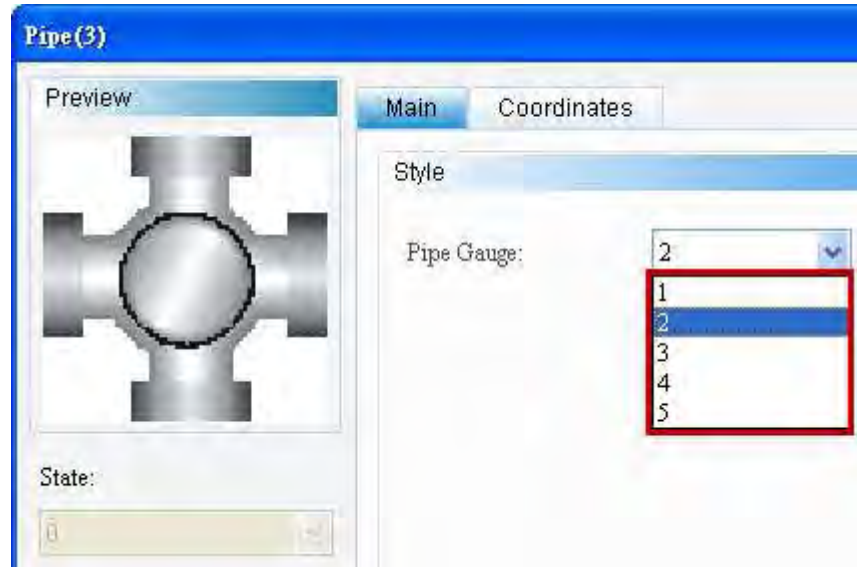 Pipe(3)
Preview
Main Coordinates
Style
Pipe Gauge: 2
1
2
3
4
5
State:
0